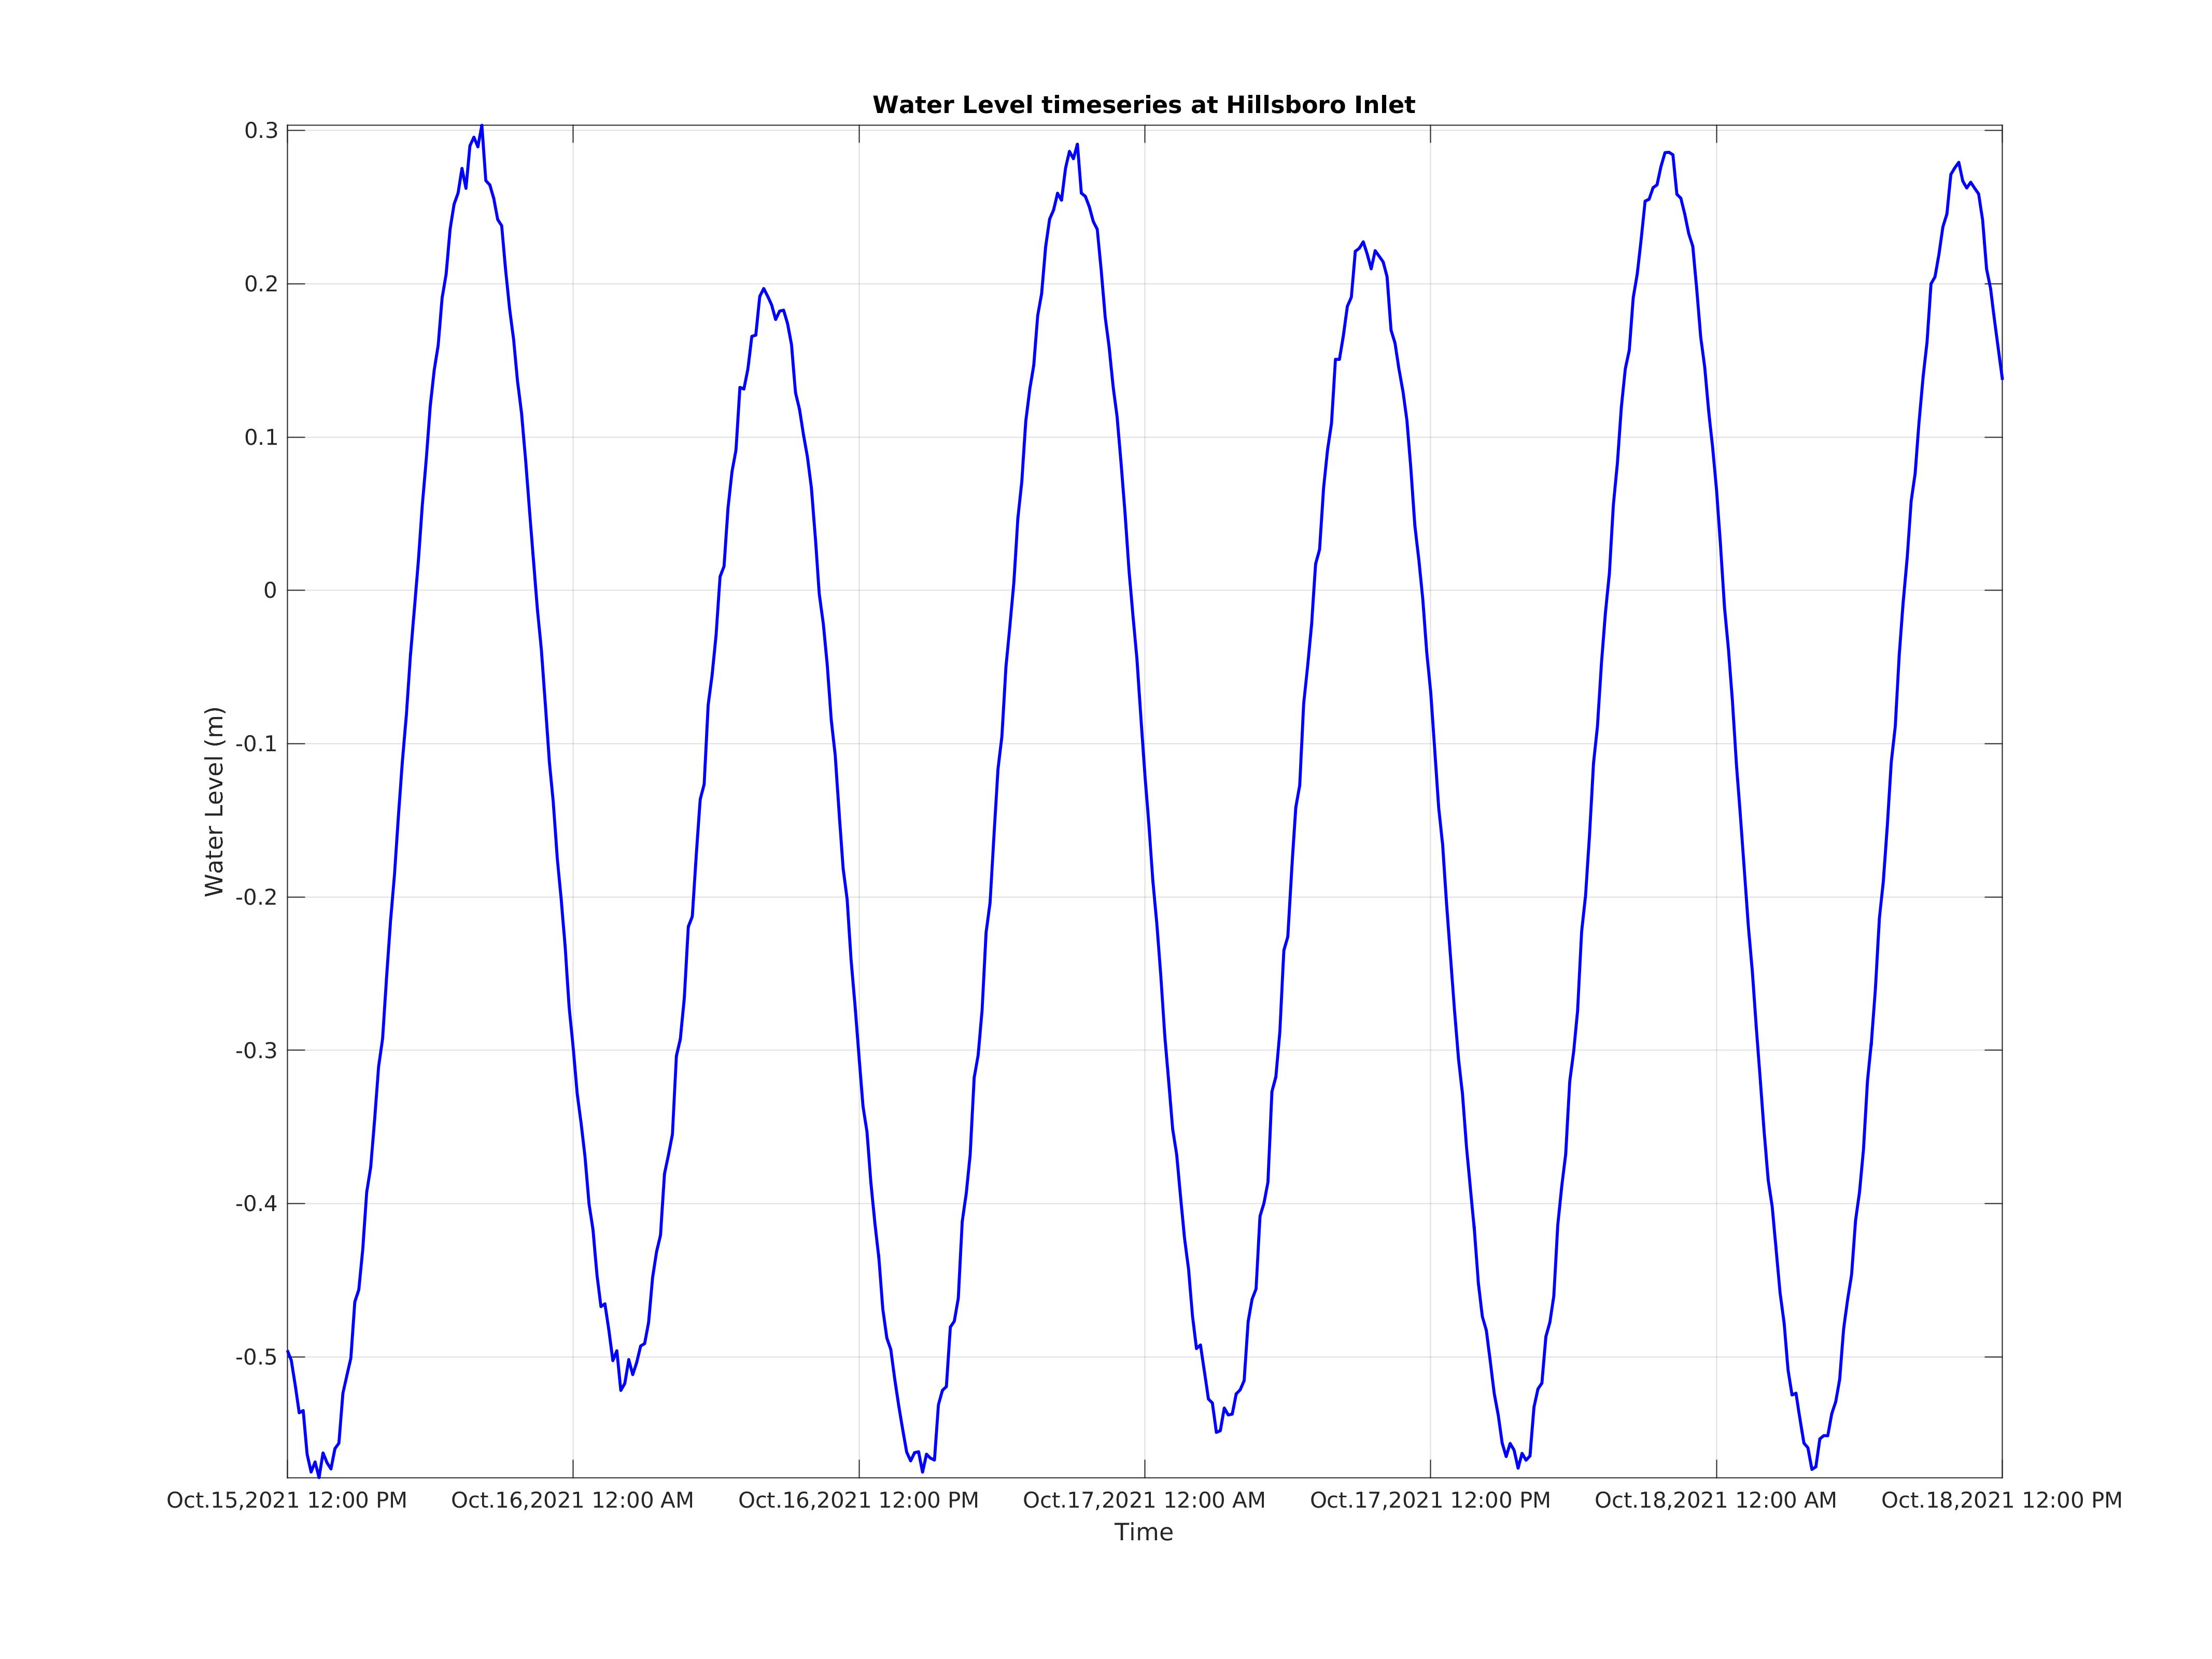 Water Level timeseries at Hillsboro Inlet
0.3
0.2
0.1
0
-0.1
-0.2
-0.3
-0.4
-0.5
Water Level (m)
Oct.15,2021 12:00 PM Oct.16,2021 12:00 AM Oct.16,2021 12:00 PM Oct.17,2021 12:00 AM Oct.17,2021 12:00 PM Oct.18,2021 12:00 AM Oct.18,2021 12:00 PM
Time